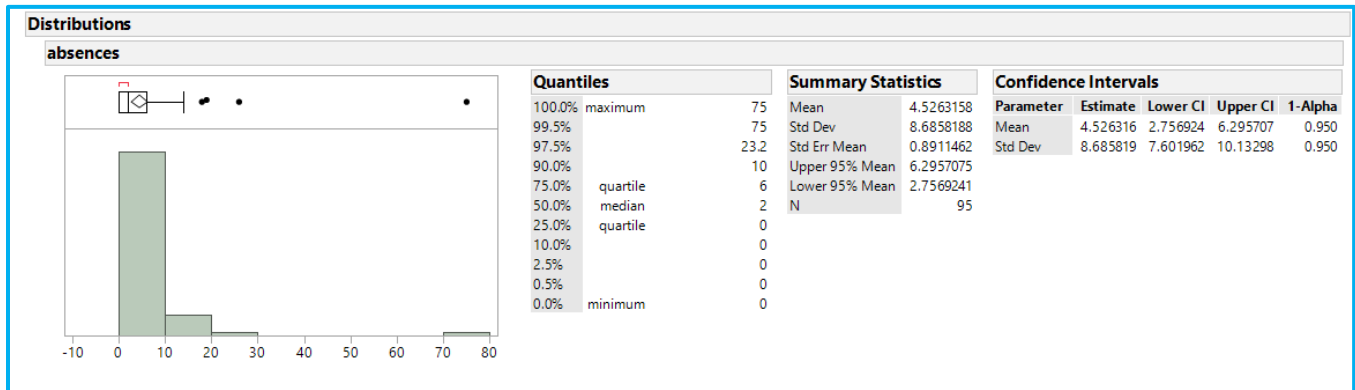 Distributions
absences
-10 0 10 20 30 40 50 60 70 80
Quantiles
100.0% maximum 75
99.5% 75
97.5% 23.2
90.0% 10
75.0% quartile 6
50.0% median 2
25.0% quartile 0
10.0% 0
2.5% 0
0.5% 0
0.0% minimum 0
Summary Statistics
Mean 4.5263158
Std Dev 8.6858188
Std Err Mean 0.8911462
Upper 95% Mean 6.2957075
Lower 95% Mean 2.7569241
N 95
Confidence Intervals
Parameter Estimate Lower CI Upper CI 1-Alpha
Mean 4.526316 2.756924 6.295707 0.950
Std Dev 8.685819 7.601962 10.13298 0.950